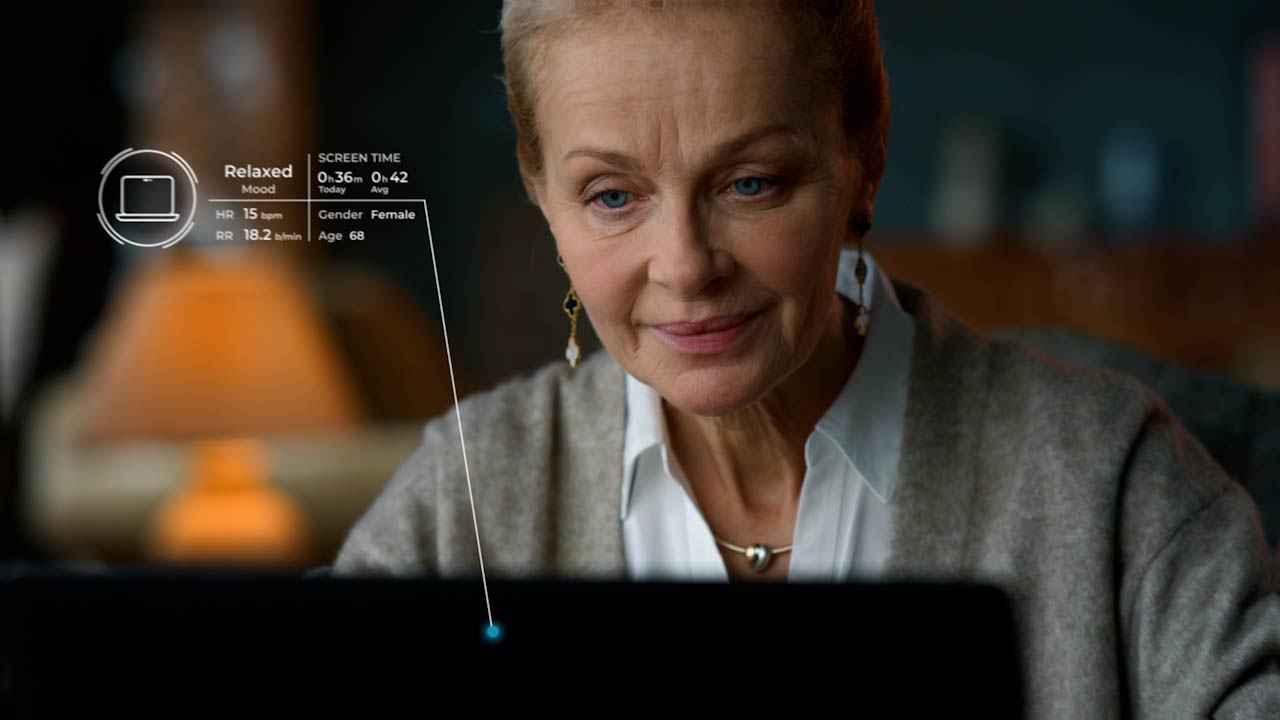 Relaxed
Mood
HR 15 bpm
RR 18.2 b/min
SCREEN TIME
0h36m 0h42
Today Avg
Gender Female
Age 68